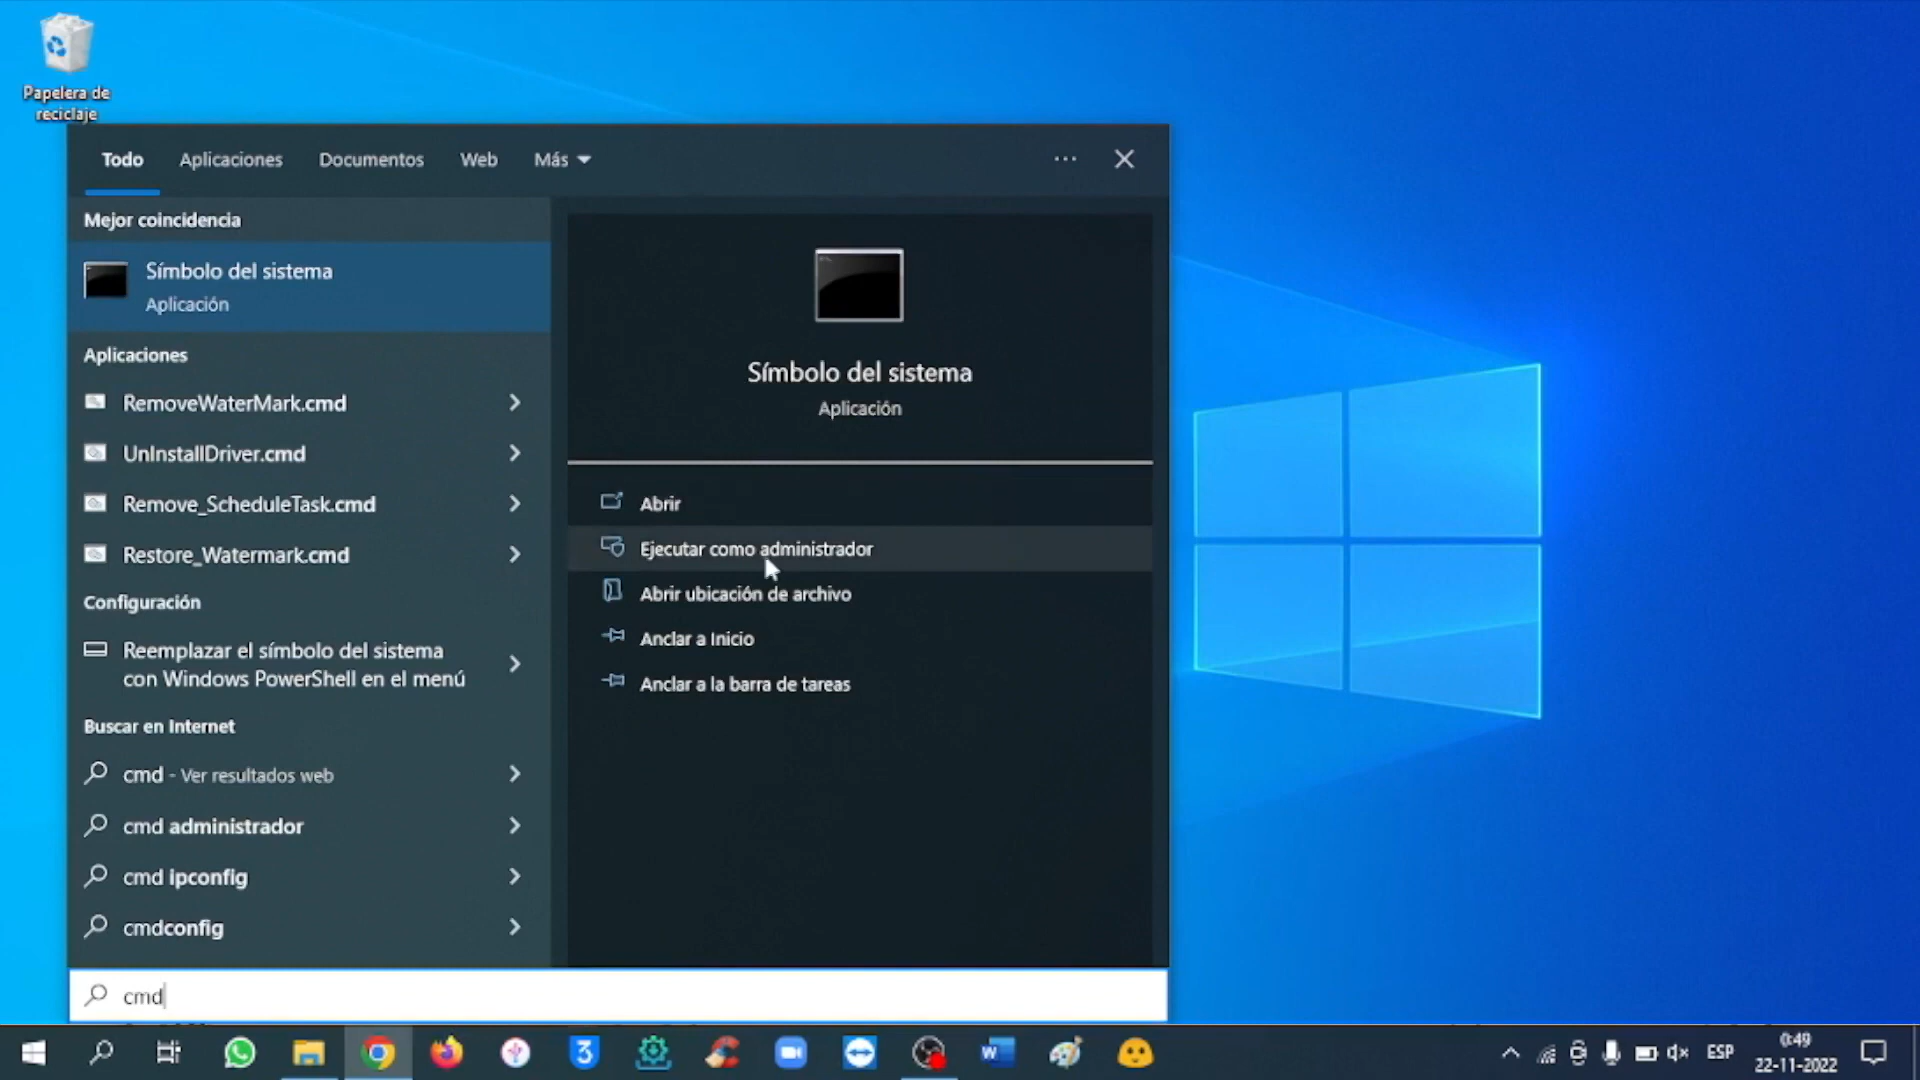 Papelera de
reciclaje
Todo
Aplicaciones
Documentos
Web
Más
Mejor coincidencia
Símbolo del sistema
Aplicación
Aplicaciones
RemoveWaterMark.cmd
UnInstallDriver.cmd
Remove_ScheduleTask.cmd
Restore_Watermark.cmd
Configuración
Reemplazar el símbolo del sistema
con Windows PowerShell en el menú
Buscar en Internet
cmd - Ver resultados web
cmd administrador
cmd ipconfig
cmdconfig
Símbolo del sistema
Aplicación
Abrir
Ejecutar como administrador
Abrir ubicación de archivo
Anclar a Inicio
Anclar a la barra de tareas
cmd
3
W
ESP
0:49
22-11-2022